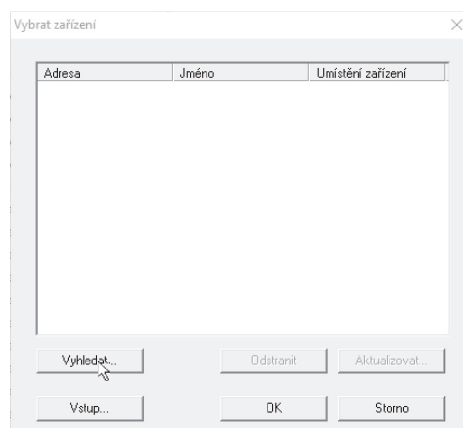 Vybrat zařízení
Adresa Jméno Umístění zařízení
Vyhledat... Odstranit Aktualizovat...
Vstup... OK Storno